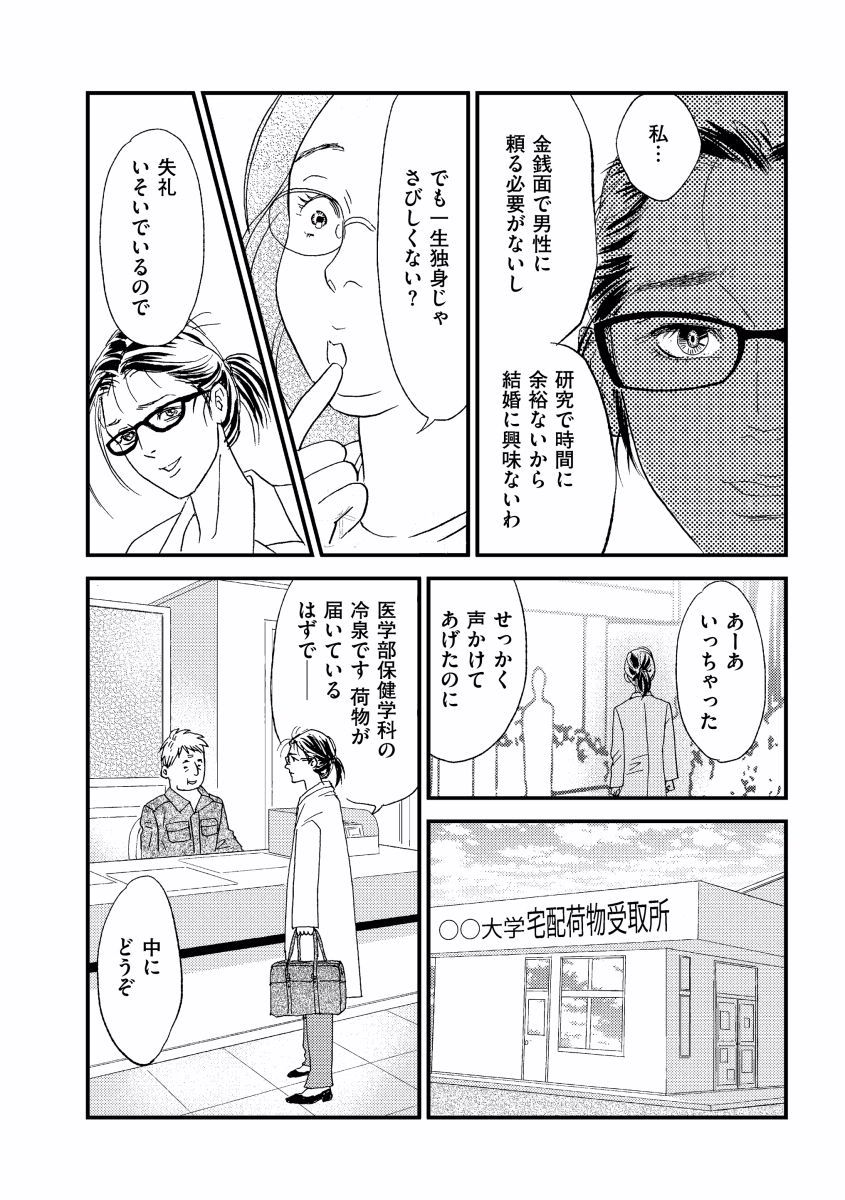 私…
金銭面で男性に
頼る必要がないし
研究で時間に
余裕ないから
結婚に興味ないわ
でも一生独身じゃ
さびしくない?
失礼
いそいでいるので
あーあ
いっちゃった
せっかく
声かけて
あげたのに
○○大学宅配荷物受取所
医学部保健学科の
冷泉です 荷物が
届いている
はずで──
中に
どうぞ